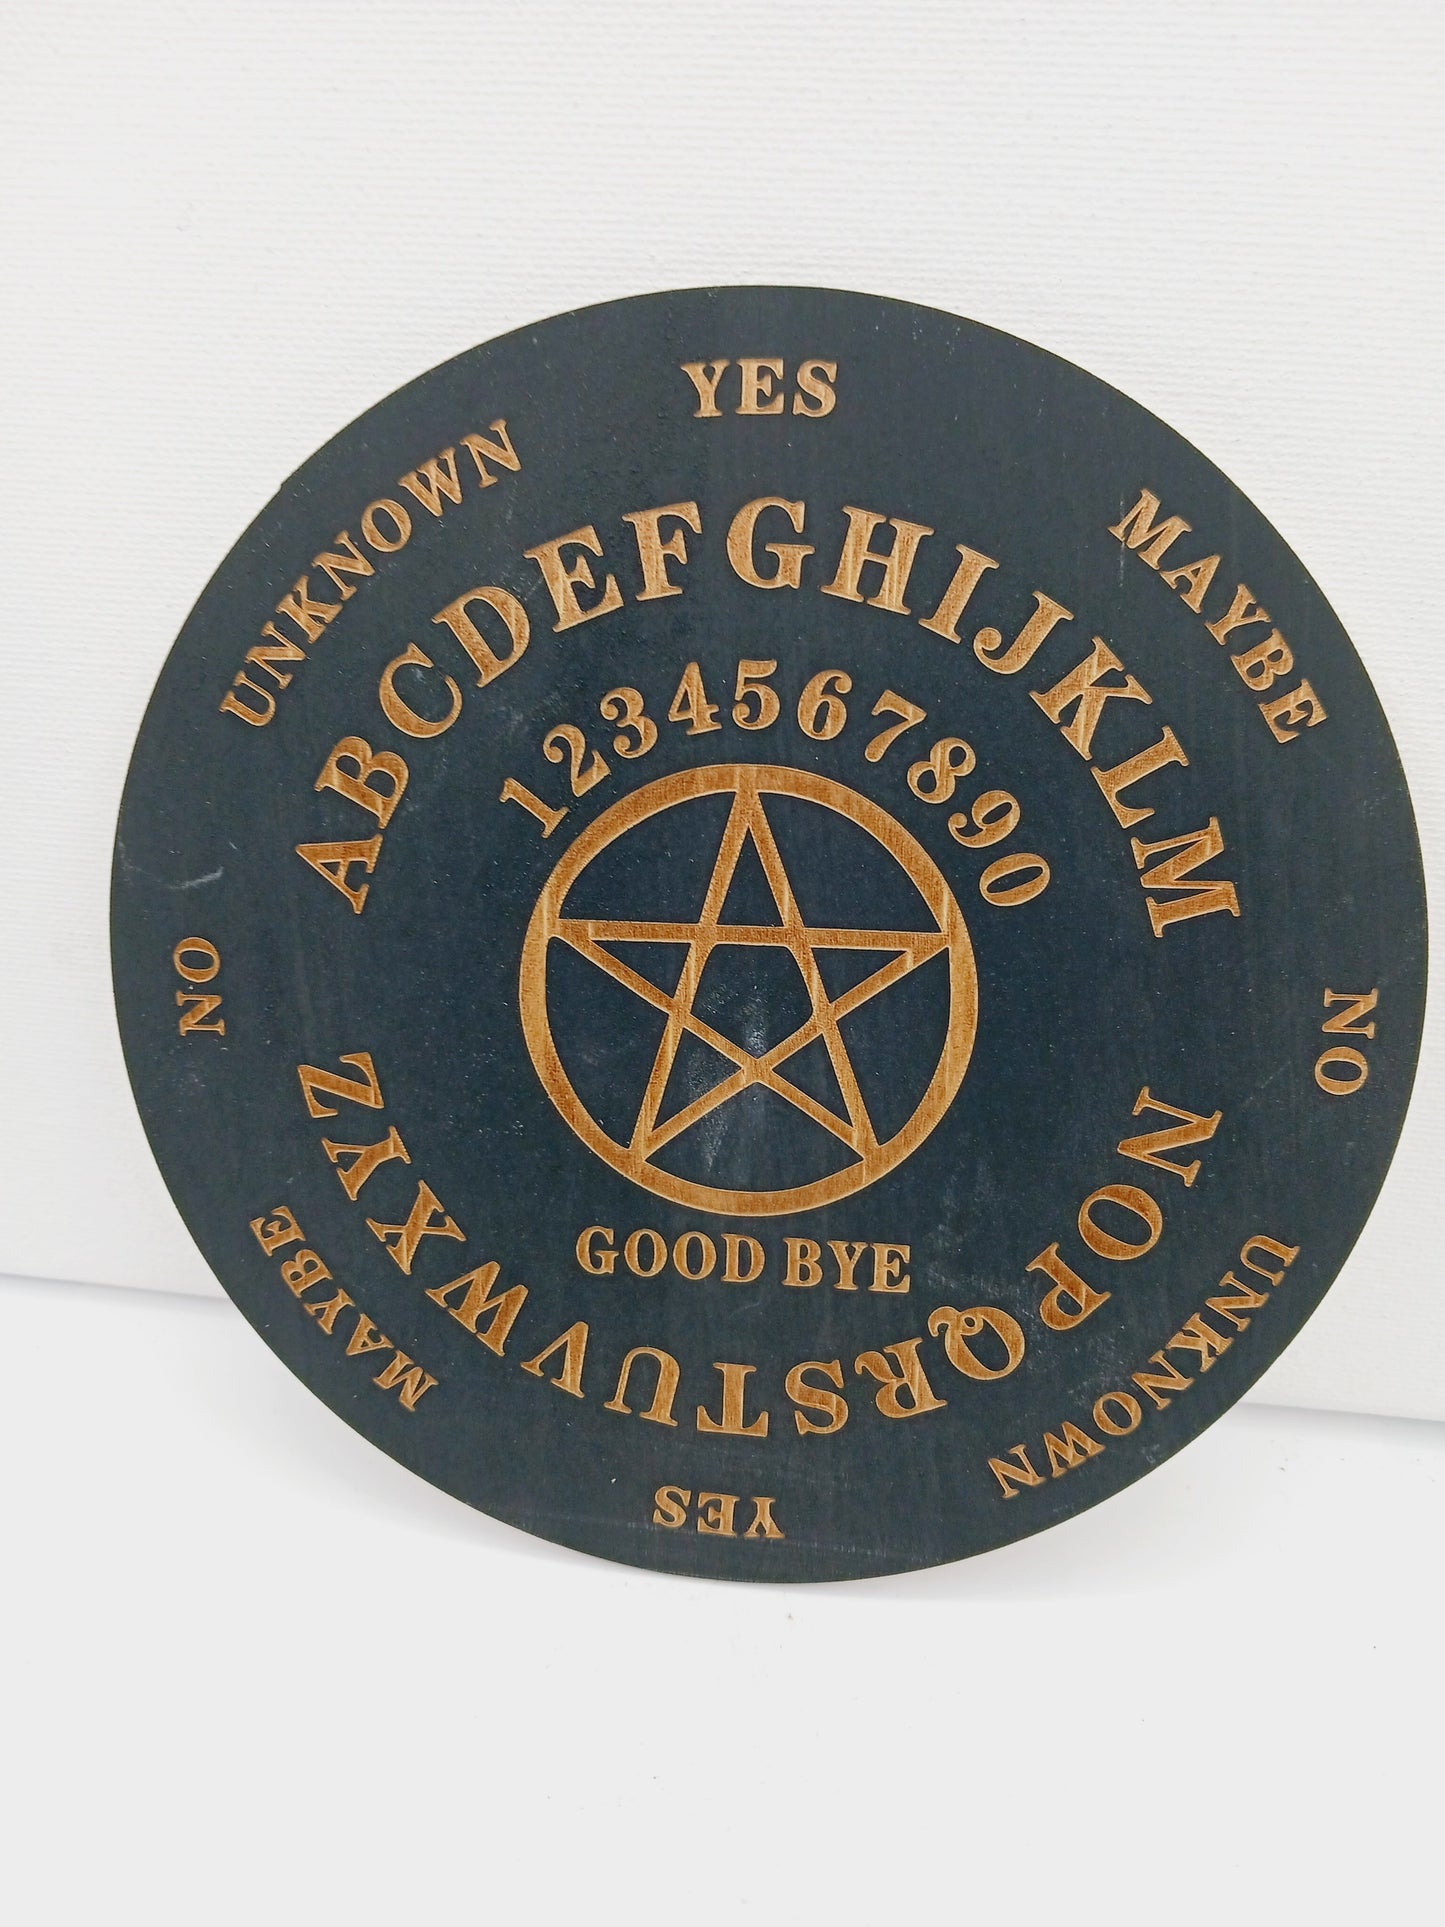 YES
MAYBE
NO
UNKNOWN
YES
MAYBE
NO
UNKNOWN
ABCDEFGHIJKLM
NOPQRSTUVWXYZ
1234567890
GOOD BYE